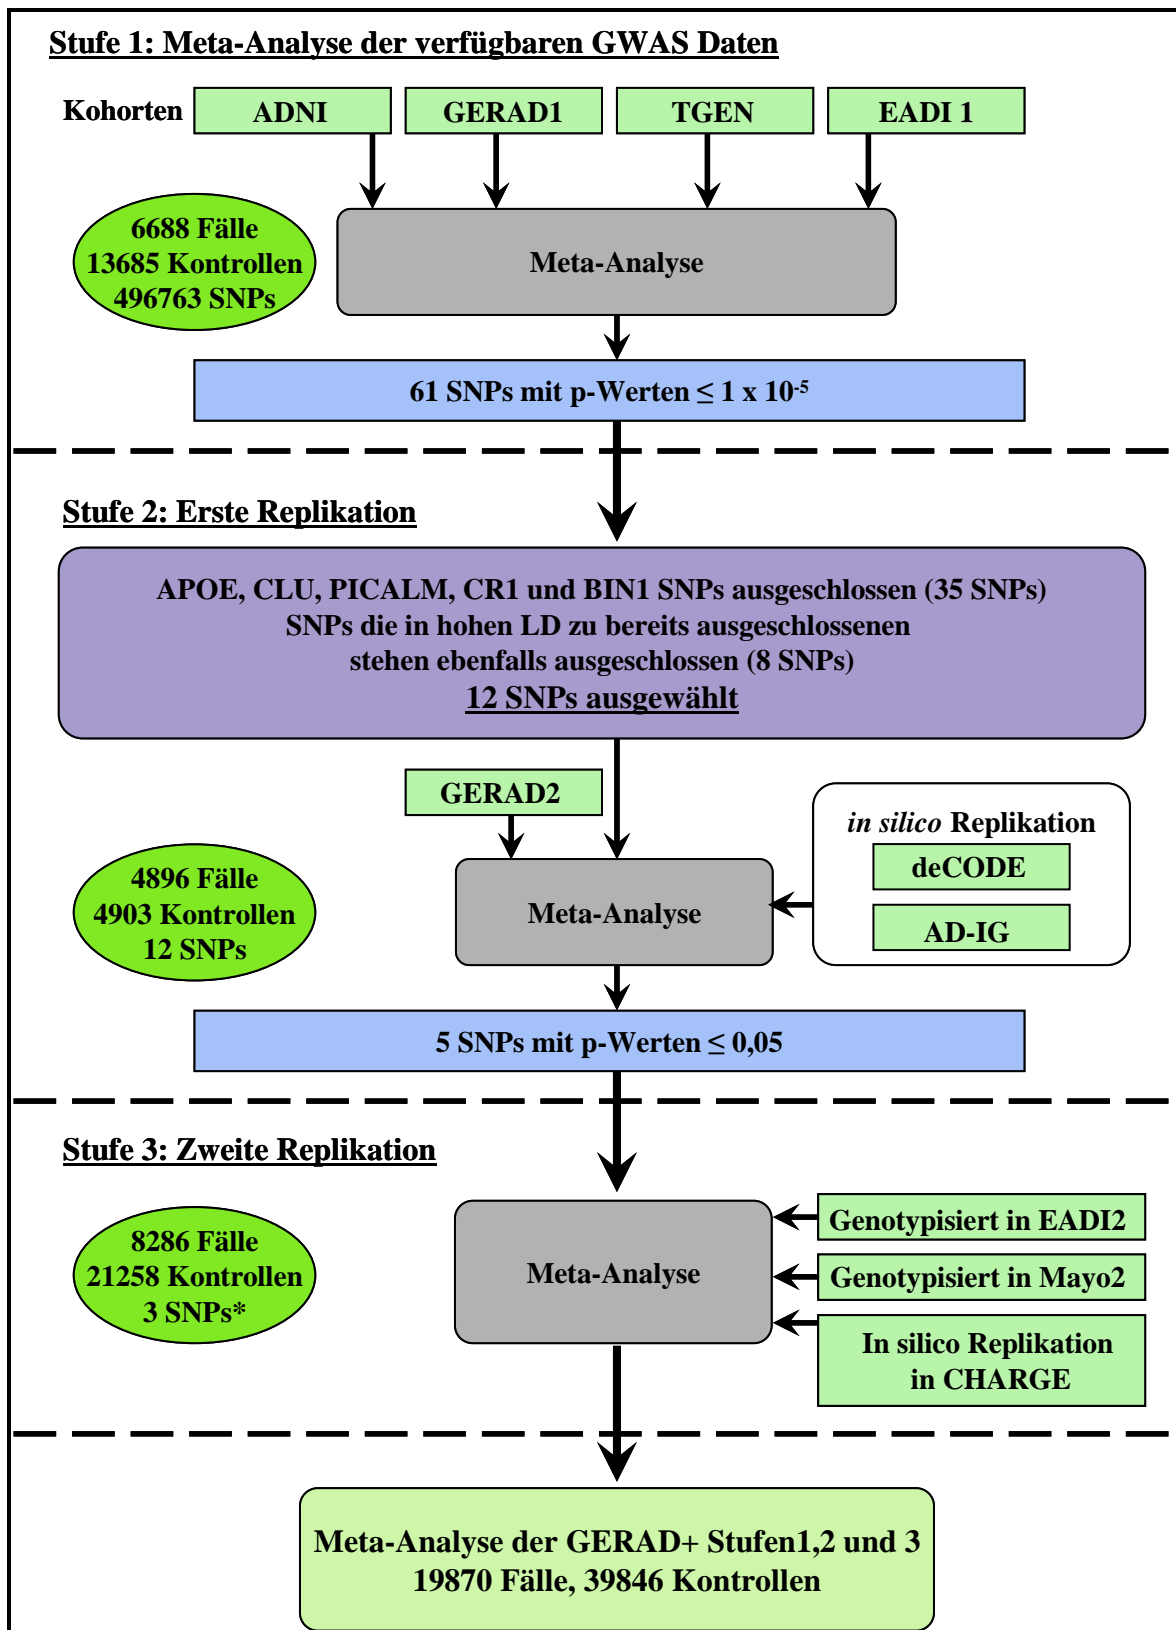 Stufe 1: Meta-Analyse der verfügbaren GWAS Daten
Kohorten
ADNI
GERAD1
TGEN
EADI 1
6688 Fälle
13685 Kontrollen
496763 SNPs
Meta-Analyse
61 SNPs mit p-Werten ≤ 1 x 10⁻⁵
Stufe 2: Erste Replikation
APOE, CLU, PICALM, CR1 und BIN1 SNPs ausgeschlossen (35 SNPs)
SNPs die in hohen LD zu bereits ausgeschlossenen
stehen ebenfalls ausgeschlossen (8 SNPs)
12 SNPs ausgewählt
GERAD2
in silico Replikation
deCODE
AD-IG
4896 Fälle
4903 Kontrollen
12 SNPs
Meta-Analyse
5 SNPs mit p-Werten ≤ 0,05
Stufe 3: Zweite Replikation
8286 Fälle
21258 Kontrollen
3 SNPs*
Meta-Analyse
Genotypisiert in EADI2
Genotypisiert in Mayo2
In silico Replikation
in CHARGE
Meta-Analyse der GERAD+ Stufen1,2 und 3
19870 Fälle, 39846 Kontrollen